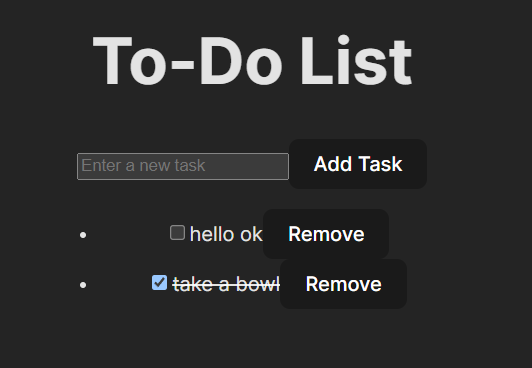 To-Do List
Enter a new task Add Task
hello ok Remove
take a bowl Remove